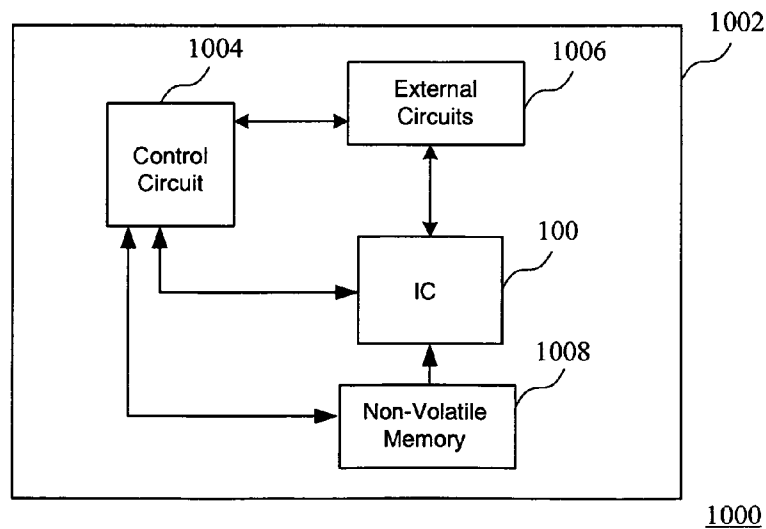 1002
1004
1006
External
Circuits
Control
Circuit
100
IC
1008
Non-Volatile
Memory
1000